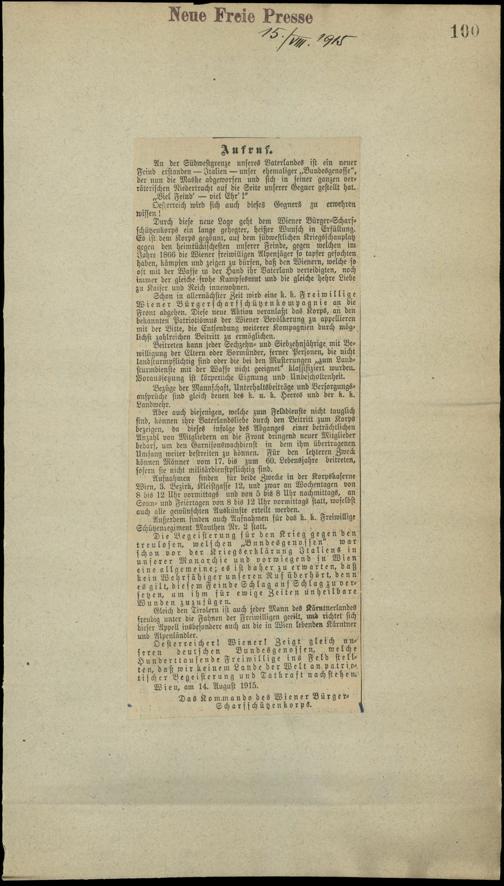 Neue Freie Presse
15./VIII. 1915
100
Aufruf.
An der Südwestgrenze unseres Vaterlandes ist ein neuer
Feind erstanden — Italien — unser ehemaliger „Bundesgenosse“,
der nun die Maske abgeworfen und sich in seiner ganzen ver-
räterischen Niedertracht auf die Seite unserer Gegner gestellt hat.
„Viel Feind' — viel Ehr'!“
Oesterreich wird sich auch dieses Gegners zu erwehren
wissen!
Durch diese neue Lage geht dem Wiener Bürger-Scharf-
schützenkorps ein lange gehegter, heißer Wunsch in Erfüllung.
Es ist dem Korps gegönnt, auf dem südwestlichen Kriegsschauplatz
gegen den heimtückischesten unserer Feinde, gegen welchen im
Jahre 1866 die Wiener freiwilligen Alpenjäger so tapfer gefochten
haben, kämpfen und zeigen zu dürfen, daß den Wienern, welche so
oft mit der Waffe in der Hand ihr Vaterland verteidigten, noch
immer der gleiche frohe Kampfesmut und die gleiche hehre Liebe
zu Kaiser und Reich innewohnen.
Schon in allernächster Zeit wird eine k. k. Freiwillige
Wiener Bürgerscharfschützenkompagnie an die
Front abgehen. Diese neue Aktion veranlaßt das Korps, an den
bekannten Patriotismus der Wiener Bevölkerung zu appellieren
mit der Bitte, die Entsendung weiterer Kompagnien durch mög-
lichst zahlreichen Beitritt zu ermöglichen.
Beitreten kann jeder Sechzehn- und Siebzehnjährige mit Be-
willigung der Eltern oder Vormünder, ferner Personen, die nicht
landsturmpflichtig sind oder die bei den Musterungen „zum Land-
sturmdienste mit der Waffe nicht geeignet“ klassifiziert wurden.
Voraussetzung ist körperliche Eignung und Unbescholtenheit.
Bezüge der Mannschaft, Unterhaltsbeiträge und Versorgungs-
ansprüche sind gleich denen des k. u. k. Heeres und der k. k.
Landwehr.
Aber auch diejenigen, welche zum Felddienste nicht tauglich
sind, können ihre Vaterlandsliebe durch den Beitritt zum Korps
bezeigen, da dieses infolge des Abganges einer beträchtlichen
Anzahl von Mitgliedern an die Front dringend neuer Mitglieder
bedarf, um den Garnisonswachdienst in dem ihm übertragenen
Umfang weiter bestreiten zu können. Für den letzteren Zweck
können Männer vom 17. bis zum 60. Lebensjahre beitreten,
sofern sie nicht militärdienstpflichtig sind.
Aufnahmen finden für beide Zwecke in der Korpskaserne
Wien, 3. Bezirk, Kleistgasse 12, und zwar an Wochentagen von
8 bis 12 Uhr vormittags und von 5 bis 8 Uhr nachmittags, an
Sonn- und Feiertagen von 8 bis 12 Uhr vormittags statt, woselbst
auch alle gewünschten Auskünfte erteilt werden.
Außerdem finden auch Aufnahmen für das k. k. Freiwillige
Schützenregiment Mauthen Nr. 2 statt.
Die Begeisterung für den Krieg gegen den
treulosen, welschen „Bundesgenossen“ war
schon vor der Kriegserklärung Italiens in
unserer Monarchie und vorwiegend in Wien
eine allgemeine; es ist daher zu erwarten, daß
kein Wehrfähiger unseren Ruf überhört, denn
es gilt, diesem Feinde Schlag auf Schlag zu ver-
setzen, um ihm für ewige Zeiten unheilbare
Wunden zuzufügen.
Gleich den Tirolern ist auch jeder Mann des Kärntnerlandes
freudig unter die Fahnen der Freiwilligen geeilt, und richtet sich
dieser Appell insbesondere auch an die in Wien lebenden Kärntner
und Alpenländler.
Oesterreicher! Wiener! Zeigt gleich un-
seren deutschen Bundesgenossen, welche
Hunderttausende Freiwillige ins Feld stell-
ten, daß wir keinem Lande der Welt an patrio-
tischer Begeisterung und Tatkraft nachstehen.
Wien, am 14. August 1915.
Das Kommando des Wiener Bürger-
Scharfschützenkorps.